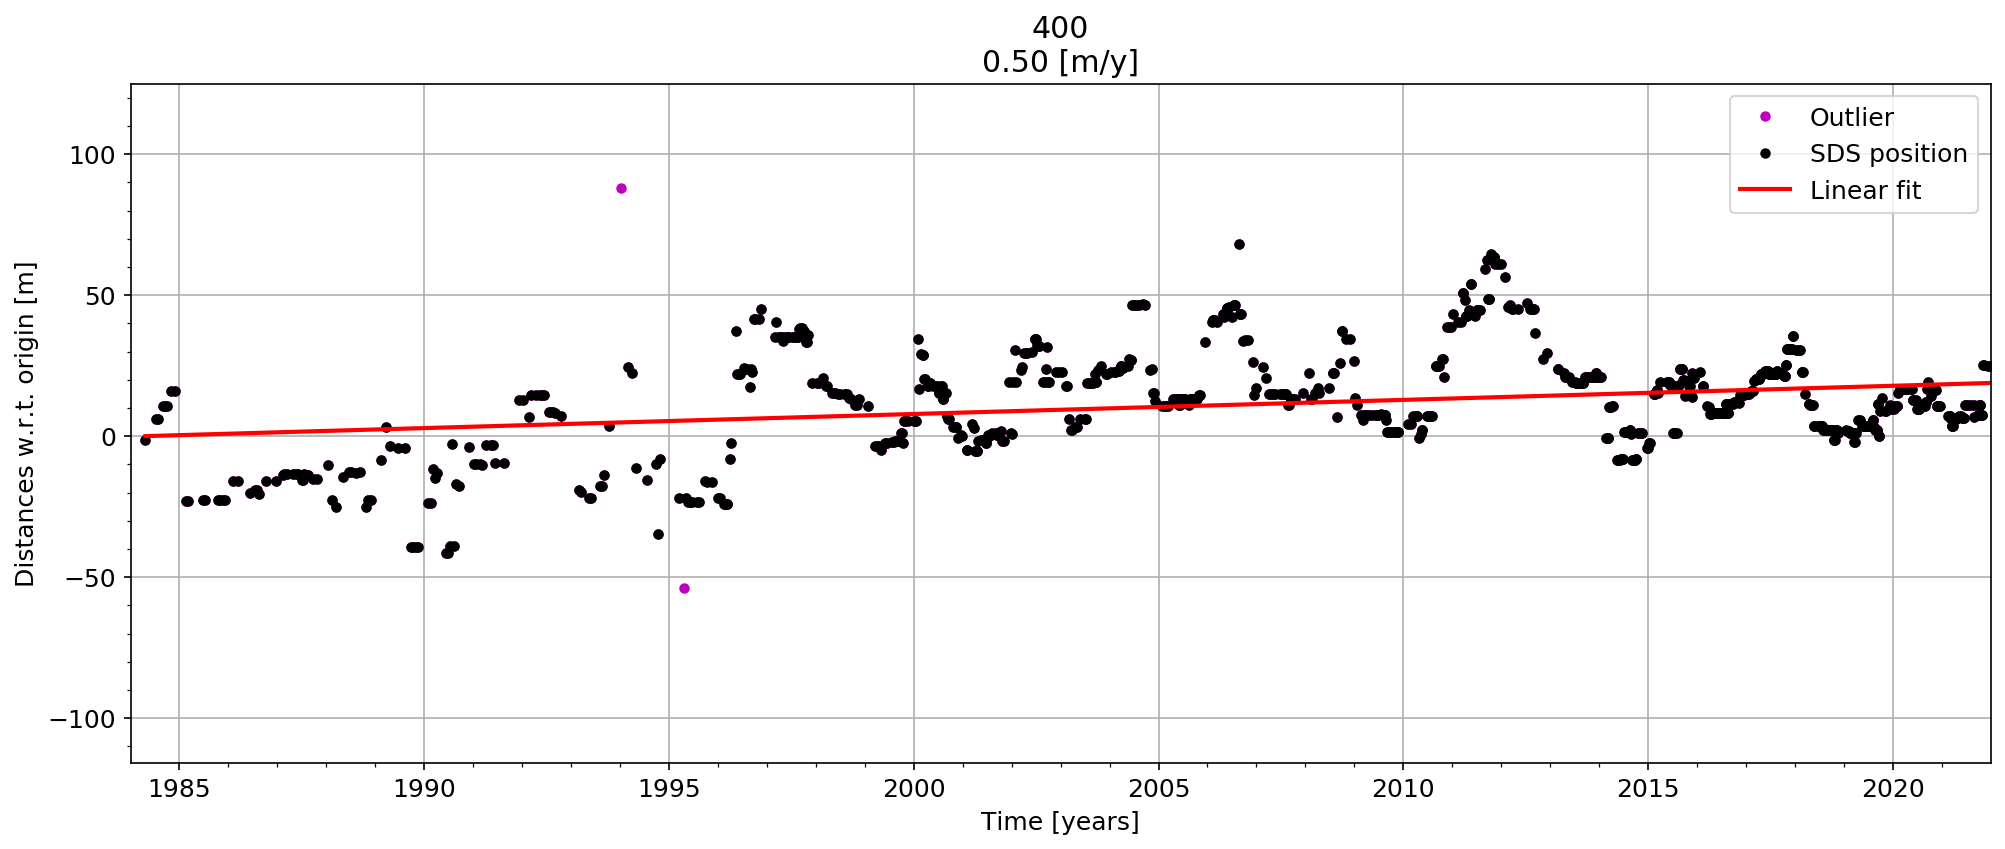 400
0.50 [m/y]
Distances w.r.t. origin [m]
100
50
0
−50
−100
Outlier
SDS position
Linear fit
1985 1990 1995 2000 2005 2010 2015 2020
Time [years]